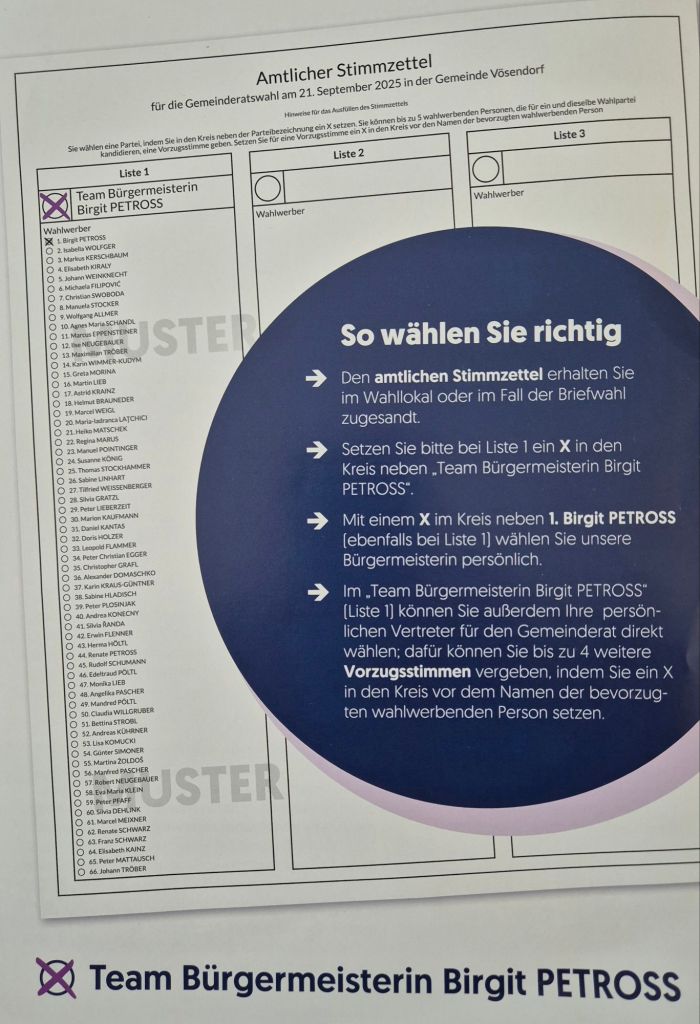 Amtlicher Stimmzettel
für die Gemeinderatswahl am 21. September 2025 in der Gemeinde Vösendorf
Hinweise für das Ausfüllen des Stimmzettels
Sie wählen eine Partei, indem Sie in den Kreis neben der Parteibezeichnung ein X setzen. Sie können bis zu 5 wahlwerbenden Personen, die für ein und dieselbe Wahlpartei
kandidieren, eine Vorzugsstimme geben. Setzen Sie für eine Vorzugsstimme ein X in den Kreis vor den Namen der bevorzugten wahlwerbenden Person
Liste 1
Team Bürgermeisterin
Birgit PETROSS
Wahlwerber
1. Birgit PETROSS
2. Isabella WOLFGER
3. Markus KERSCHBAUM
4. Elisabeth KIRALY
5. Johann WEINKNECHT
6. Michaela FILIPOVIĆ
7. Christian SWOBODA
8. Manuela STOCKER
9. Wolfgang ALLMER
10. Agnes Maria SCHANDL
11. Marcus EPPENSTEINER
12. Ilse NEUGEBAUER
13. Maximilian TRÖBER
14. Karin WIMMER-KUDYM
15. Greta MORINA
16. Martin LIEB
17. Astrid KRAINZ
18. Helmut BRAUNEDER
19. Marcel WEIGL
20. Maria-Iadranca LAȚCHICI
21. Heiko MATSCHEK
22. Regina MARUS
23. Manuel POINTINGER
24. Susanne KÖNIG
25. Thomas STOCKHAMMER
26. Sabine LINHART
27. Tilfried WEISSENBERGER
28. Silvia GRATZL
29. Peter LIEBERZEIT
30. Marion KAUFMANN
31. Daniel KANTAS
32. Doris HOLZER
33. Leopold FLAMMER
34. Peter Christian EGGER
35. Christopher GRAFL
36. Alexander DOMASCHKO
37. Karin KRAUS-GÜNTNER
38. Sabine HLADISCH
39. Peter PLOSINJAK
40. Andrea KONECNY
41. Silvia ŘANDA
42. Erwin FLENNER
43. Herma HÖLTL
44. Renate PETROSS
45. Rudolf SCHUMANN
46. Edeltraud PÖLTL
47. Monika LIEB
48. Angelika PASCHER
49. Mandred PÖLTL
50. Claudia WILLGRUBER
51. Bettina STROBL
52. Andreas KÜHRNER
53. Lisa KOMUCKI
54. Günter SIMONER
55. Martina ŽOLDOŠ
56. Manfred PASCHER
57. Robert NEUGEBAUER
58. Eva Maria KLEIN
59. Peter PFAFF
60. Silvia DEHLINK
61. Marcel MEIXNER
62. Renate SCHWARZ
63. Franz SCHWARZ
64. Elisabeth KAINZ
65. Peter MATTAUSCH
66. Johann TRÖBER
MUSTER
MUSTER
Liste 2
Wahlwerber
Liste 3
Wahlwerber
So wählen Sie richtig
→ Den amtlichen Stimmzettel erhalten Sie
im Wahllokal oder im Fall der Briefwahl
zugesandt.
→ Setzen Sie bitte bei Liste 1 ein X in den
Kreis neben „Team Bürgermeisterin Birgit
PETROSS“.
→ Mit einem X im Kreis neben 1. Birgit PETROSS
(ebenfalls bei Liste 1) wählen Sie unsere
Bürgermeisterin persönlich.
→ Im „Team Bürgermeisterin Birgit PETROSS“
(Liste 1) können Sie außerdem Ihre persön-
lichen Vertreter für den Gemeinderat direkt
wählen; dafür können Sie bis zu 4 weitere
Vorzugsstimmen vergeben, indem Sie ein X
in den Kreis vor dem Namen der bevorzug-
ten wahlwerbenden Person setzen.
Team Bürgermeisterin Birgit PETROSS